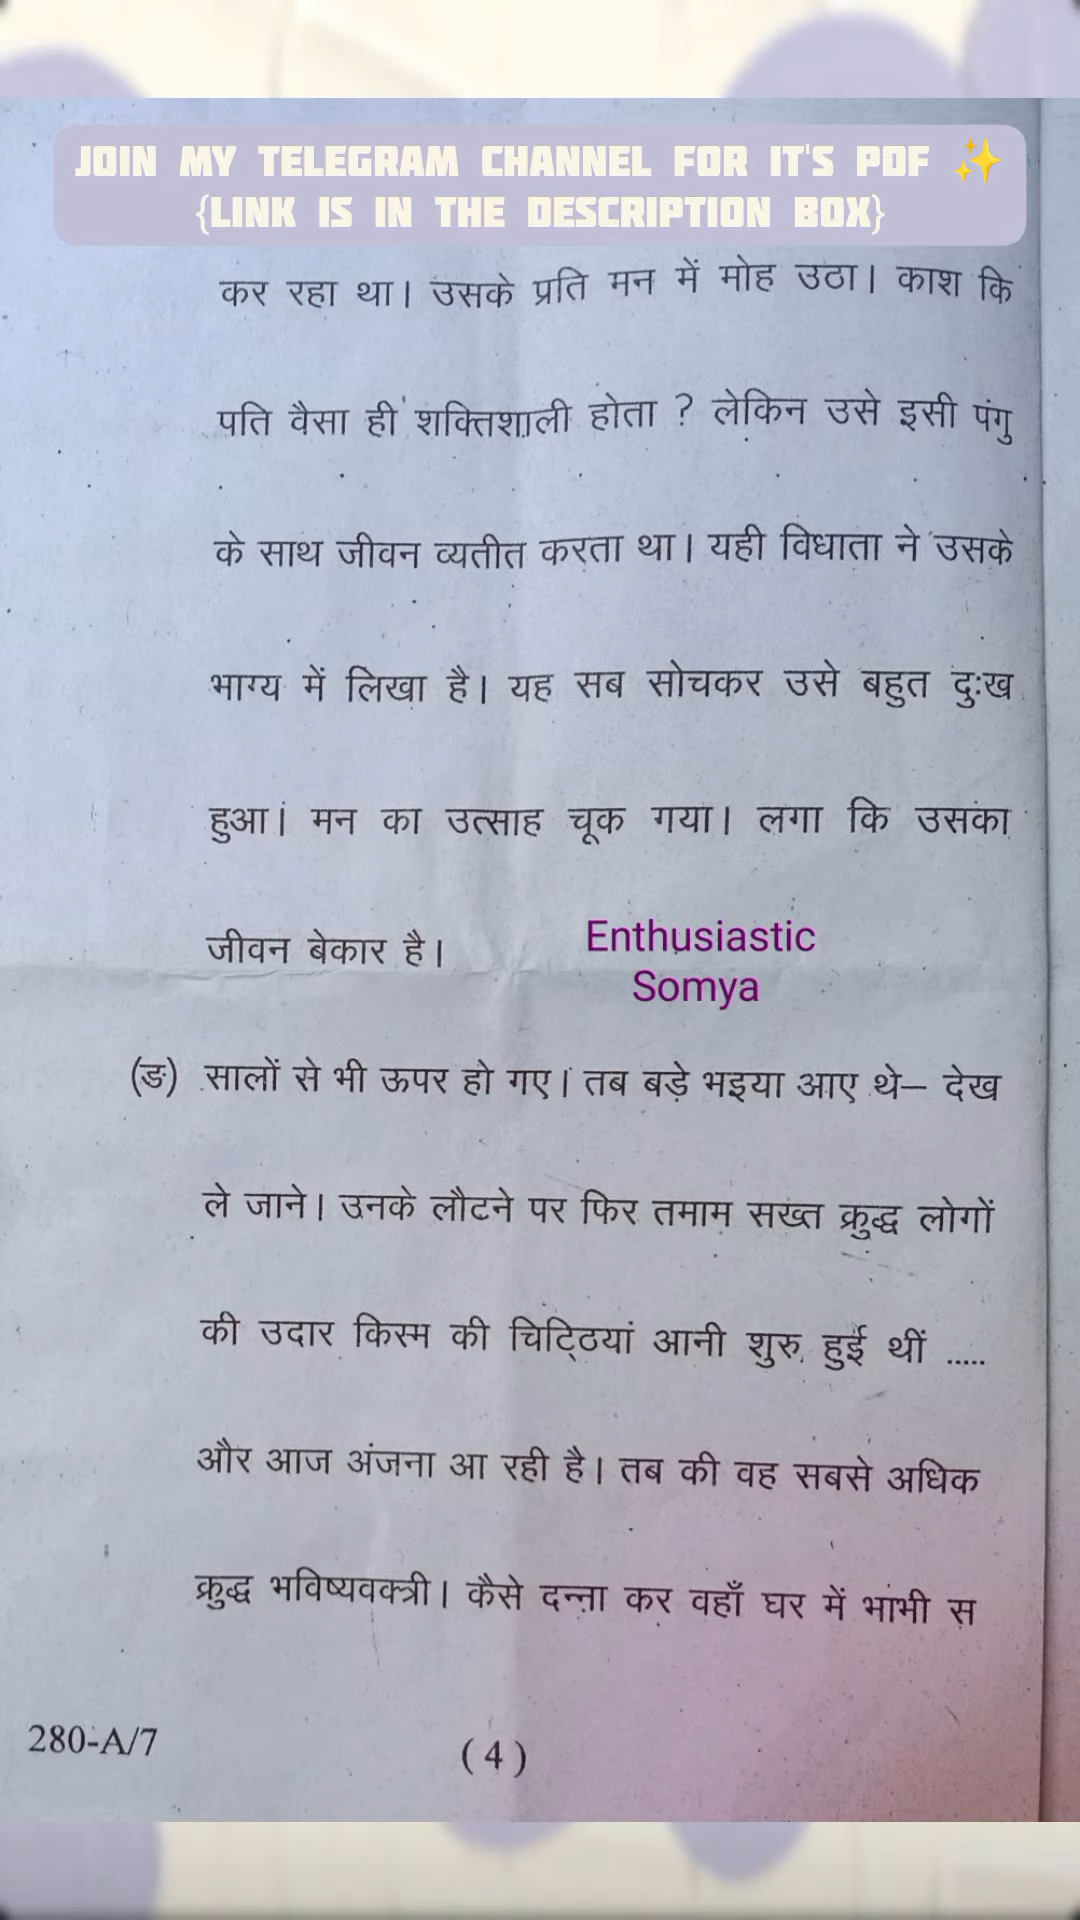 JOIN MY TELEGRAM CHANNEL FOR IT'S PDF ✨
{LINK IS IN THE DESCRIPTION BOX}
कर रहा था। उसके प्रति मन में मोह उठा। काश कि
पति वैसा ही शक्तिशाली होता ? लेकिन उसे इसी पंगु
के साथ जीवन व्यतीत करता था। यही विधाता ने उसके
भाग्य में लिखा है। यह सब सोचकर उसे बहुत दुःख
हुआ। मन का उत्साह चूक गया। लगा कि उसका
जीवन बेकार है।
Enthusiastic
Somya
(ङ) सालों से भी ऊपर हो गए। तब बड़े भइया आए थे– देख
ले जाने। उनके लौटने पर फिर तमाम सख्त क्रुद्ध लोगों
की उदार किस्म की चिट्ठियां आनी शुरु हुई थीं .....
और आज अंजना आ रही है। तब की वह सबसे अधिक
क्रुद्ध भविष्यवक्त्री। कैसे दन्ना कर वहाँ घर में भाभी स
280-A/7
(4)